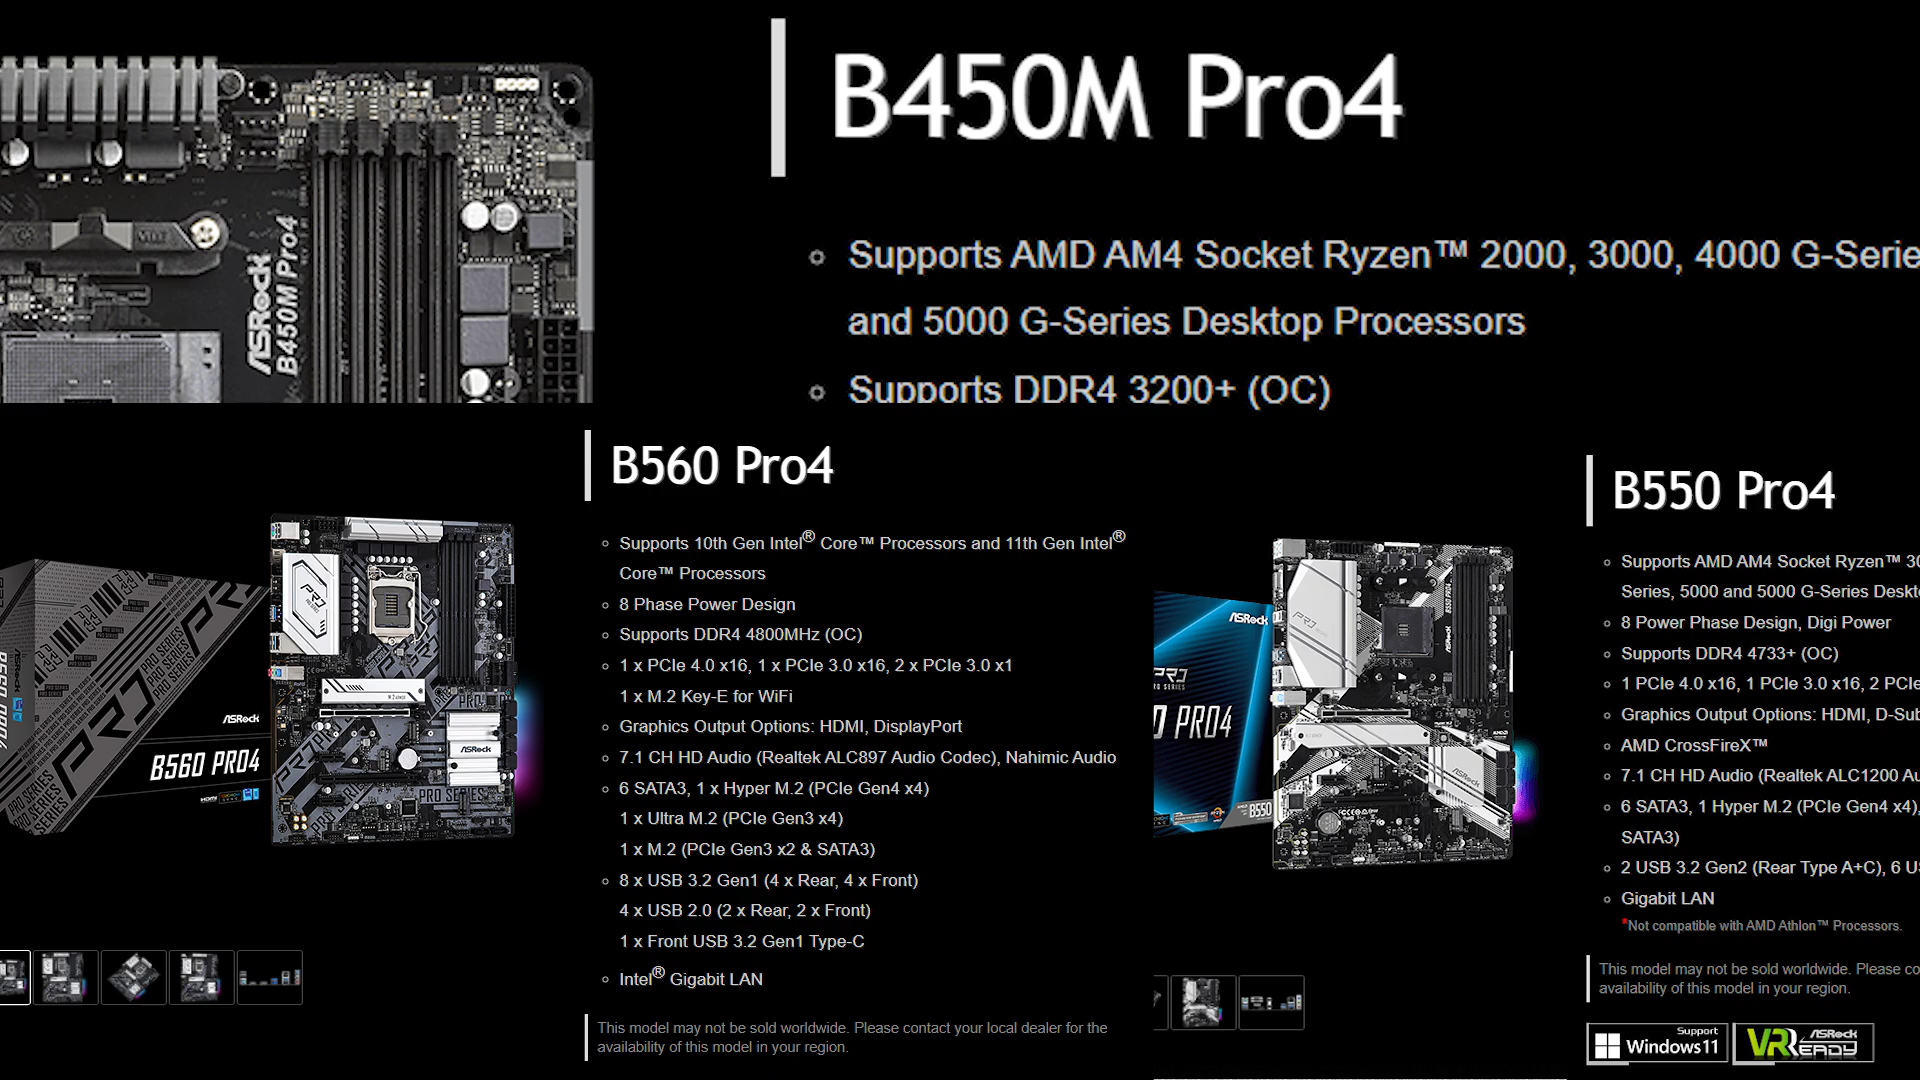 B450M Pro4
Supports AMD AM4 Socket Ryzen™ 2000, 3000, 4000 G-Serie
and 5000 G-Series Desktop Processors
Supports DDR4 3200+ (OC)
ASRock
B450M Pro4
B560 Pro4
Supports 10th Gen Intel® Core™ Processors and 11th Gen Intel®
Core™ Processors
8 Phase Power Design
Supports DDR4 4800MHz (OC)
1 x PCIe 4.0 x16, 1 x PCIe 3.0 x16, 2 x PCIe 3.0 x1
1 x M.2 Key-E for WiFi
Graphics Output Options: HDMI, DisplayPort
7.1 CH HD Audio (Realtek ALC897 Audio Codec), Nahimic Audio
6 SATA3, 1 x Hyper M.2 (PCIe Gen4 x4)
1 x Ultra M.2 (PCIe Gen3 x4)
1 x M.2 (PCIe Gen3 x2 & SATA3)
8 x USB 3.2 Gen1 (4 x Rear, 4 x Front)
4 x USB 2.0 (2 x Rear, 2 x Front)
1 x Front USB 3.2 Gen1 Type-C
Intel® Gigabit LAN
This model may not be sold worldwide. Please contact your local dealer for the
availability of this model in your region.
PRO SERIES
ASRock
B560 PRO4
PRO
ASRock
PRO SERIES
B550 Pro4
Supports AMD AM4 Socket Ryzen™ 30
Series, 5000 and 5000 G-Series Deskt
8 Power Phase Design, Digi Power
Supports DDR4 4733+ (OC)
1 PCIe 4.0 x16, 1 PCIe 3.0 x16, 2 PCIe
Graphics Output Options: HDMI, D-Sub
AMD CrossFireX™
7.1 CH HD Audio (Realtek ALC1200 Au
6 SATA3, 1 Hyper M.2 (PCIe Gen4 x4),
SATA3)
2 USB 3.2 Gen2 (Rear Type A+C), 6 US
Gigabit LAN
*Not compatible with AMD Athlon™ Processors.
This model may not be sold worldwide. Please co
availability of this model in your region.
Support
Windows11
ASRock
VR READY
ASRock
PRO4
B550
ASRock